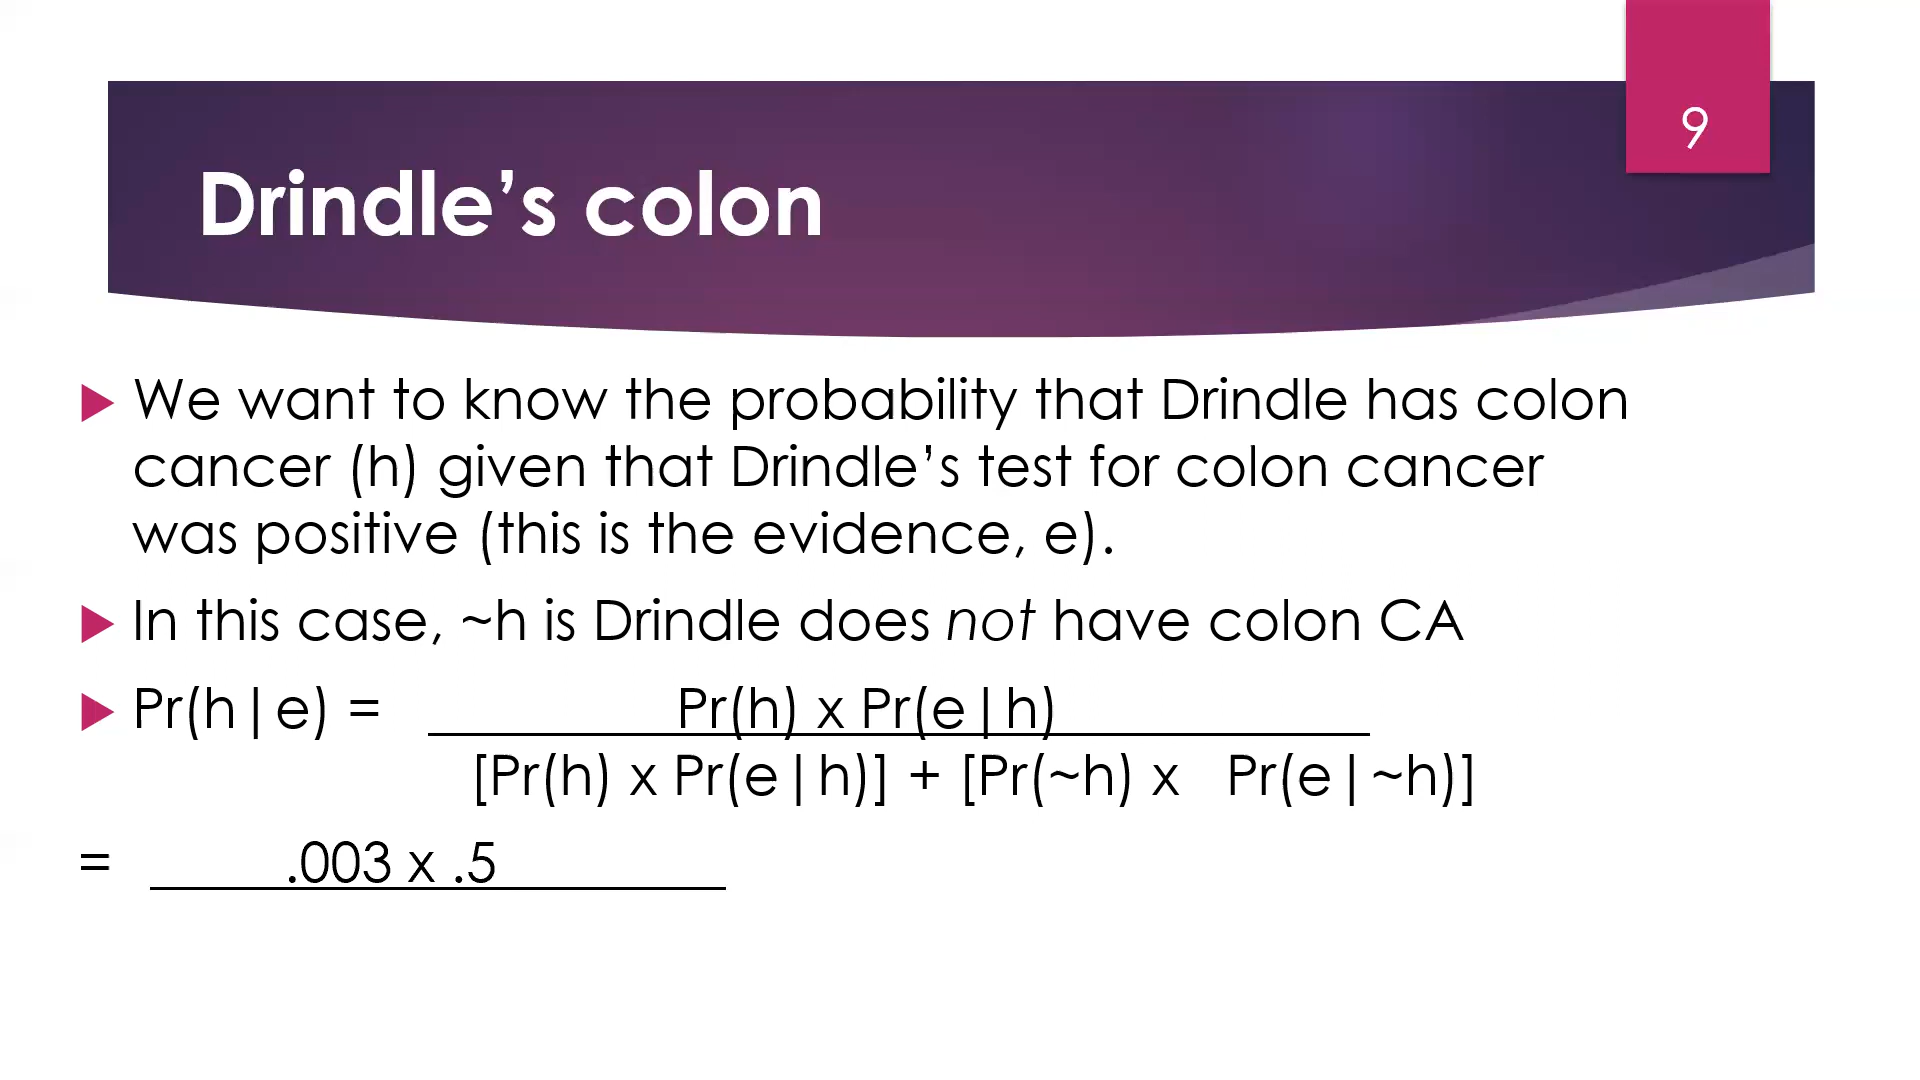 9
Drindle’s colon
We want to know the probability that Drindle has colon
cancer (h) given that Drindle’s test for colon cancer
was positive (this is the evidence, e).
In this case, ~h is Drindle does not have colon CA
Pr(h|e) = Pr(h) x Pr(e|h)
[Pr(h) x Pr(e|h)] + [Pr(~h) x Pr(e|~h)]
= .003 x .5